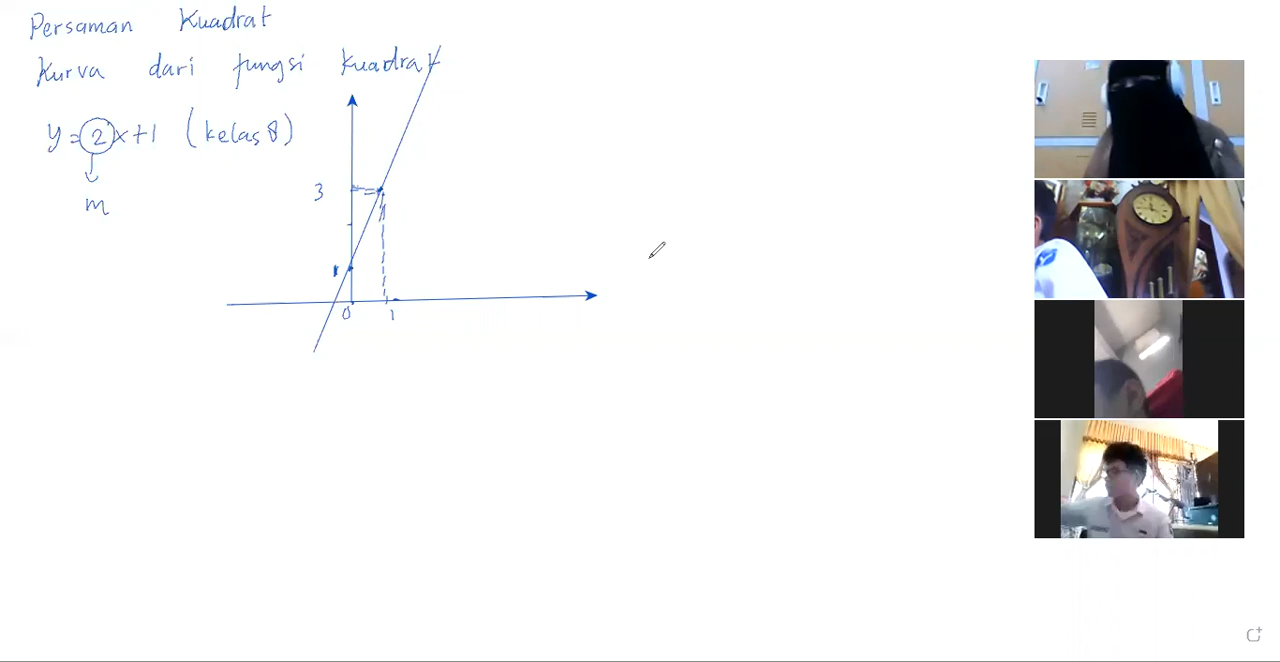 Persaman Kuadrat
Kurva dari fungsi kuadrat
y=2x+1 (kelas 8)
m
3
1
0 1